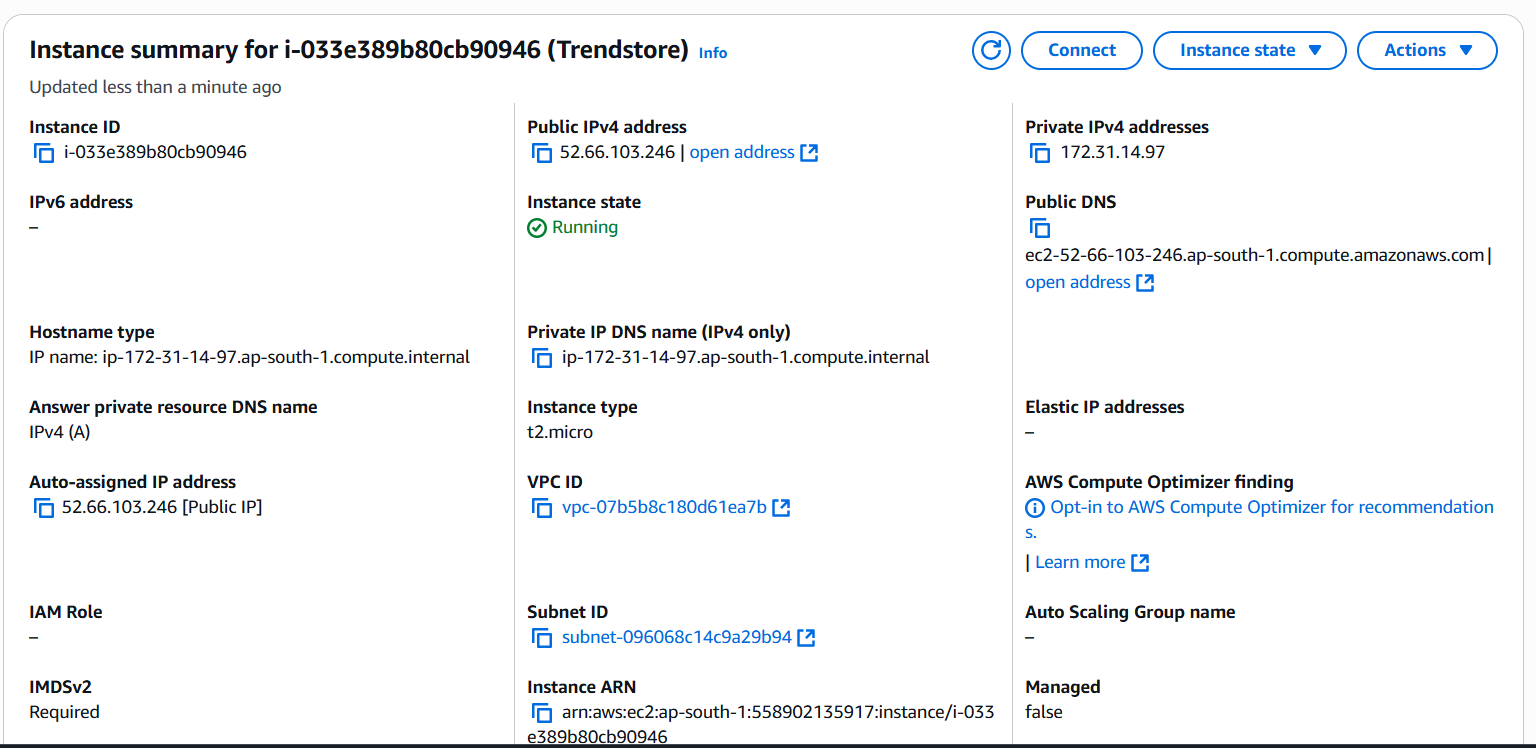 Instance summary for i-033e389b80cb90946 (Trendstore) Info
Connect
Instance state
Actions
Updated less than a minute ago
Instance ID
i-033e389b80cb90946
Public IPv4 address
52.66.103.246 | open address
Private IPv4 addresses
172.31.14.97
IPv6 address
–
Instance state
Running
Public DNS
ec2-52-66-103-246.ap-south-1.compute.amazonaws.com |
open address
Hostname type
IP name: ip-172-31-14-97.ap-south-1.compute.internal
Private IP DNS name (IPv4 only)
ip-172-31-14-97.ap-south-1.compute.internal
Answer private resource DNS name
IPv4 (A)
Instance type
t2.micro
Elastic IP addresses
–
Auto-assigned IP address
52.66.103.246 [Public IP]
VPC ID
vpc-07b5b8c180d61ea7b
AWS Compute Optimizer finding
Opt-in to AWS Compute Optimizer for recommendation
s.
| Learn more
IAM Role
–
Subnet ID
subnet-096068c14c9a29b94
Auto Scaling Group name
–
IMDSv2
Required
Instance ARN
arn:aws:ec2:ap-south-1:558902135917:instance/i-033
e389b80cb90946
Managed
false